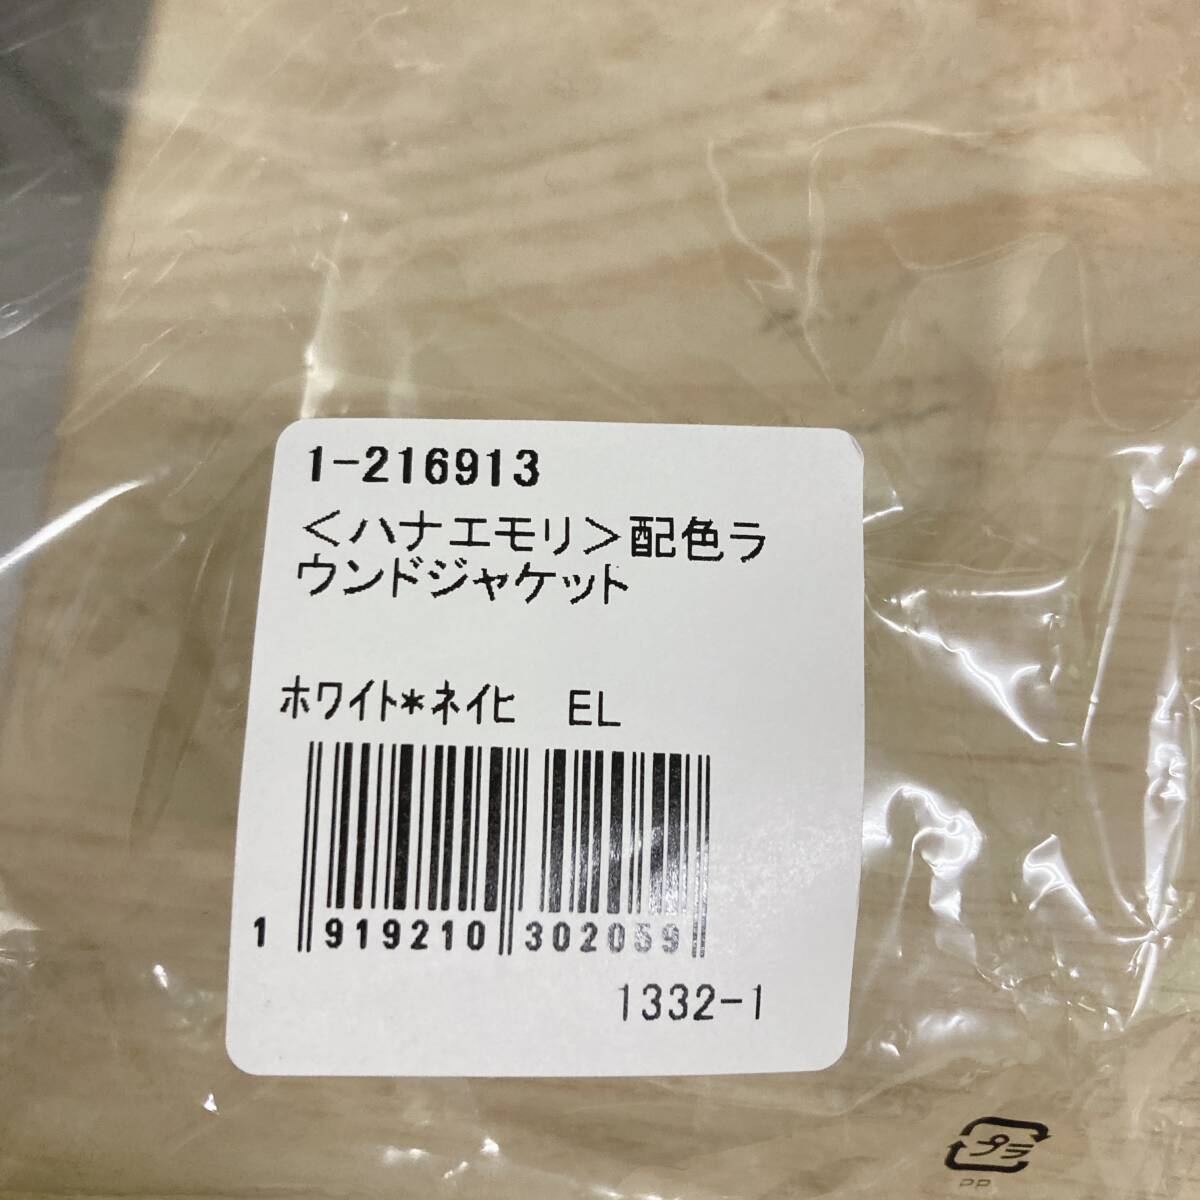 1-216913
＜ハナエモリ＞配色ラ
ウンドジャケット
ホワイト*ネイヒ EL
1 919210 302059
1332-1
プラ
PP